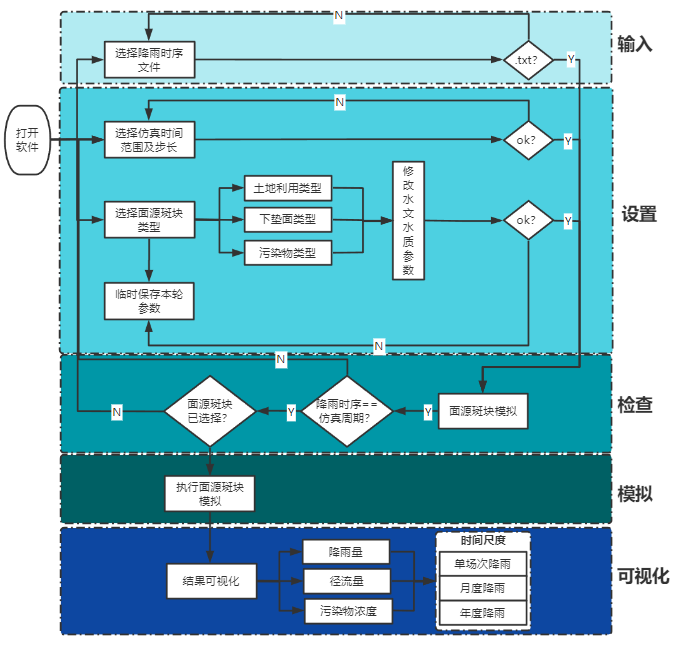 N
选择降雨时序
文件
.txt?
Y
输入
打开
软件
N
选择仿真时间
范围及步长
ok?
Y
选择面源斑块
类型
土地利用类型
下垫面类型
污染物类型
修
改
水
文
水
质
参
数
ok?
Y
设置
临时保存本轮
参数
N
N
面源斑块
已选择?
N
Y
降雨时序==
仿真周期?
Y
面源斑块模拟
检查
执行面源斑块
模拟
模拟
结果可视化
降雨量
径流量
污染物浓度
时间尺度
单场次降雨
月度降雨
年度降雨
可视化